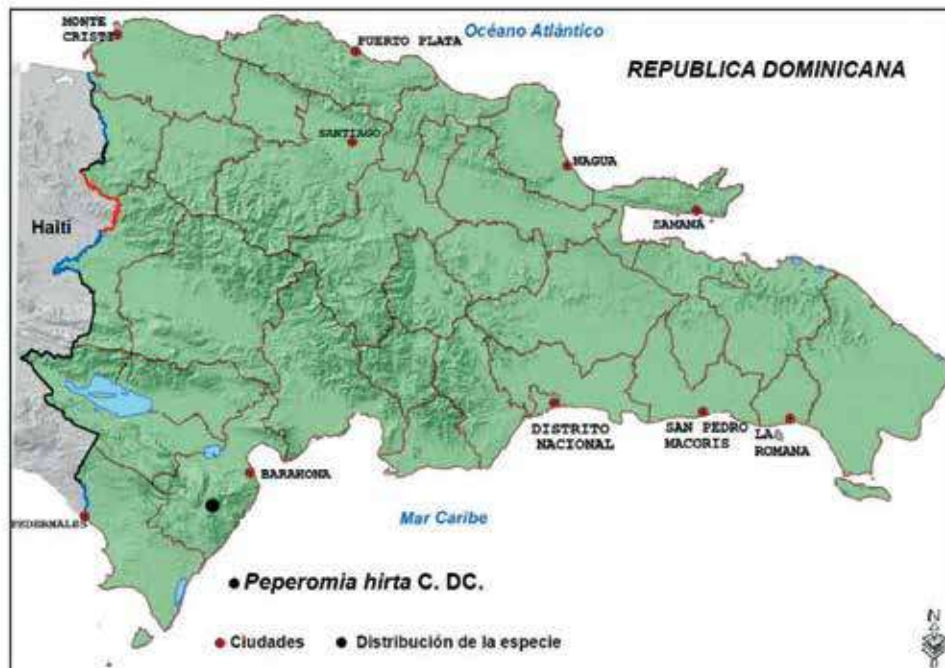 MONTE
CRISTI
PUERTO PLATA
Océano Atlántico
REPUBLICA DOMINICANA
SANTIAGO
NAGUA
Haití
SAMANÁ
DISTRITO
NACIONAL
SAN PEDRO
MACORIS
LA
ROMANA
BARAHONA
PEDERNALES
Mar Caribe
Peperomia hirta C. DC.
Ciudades
Distribución de la especie
N